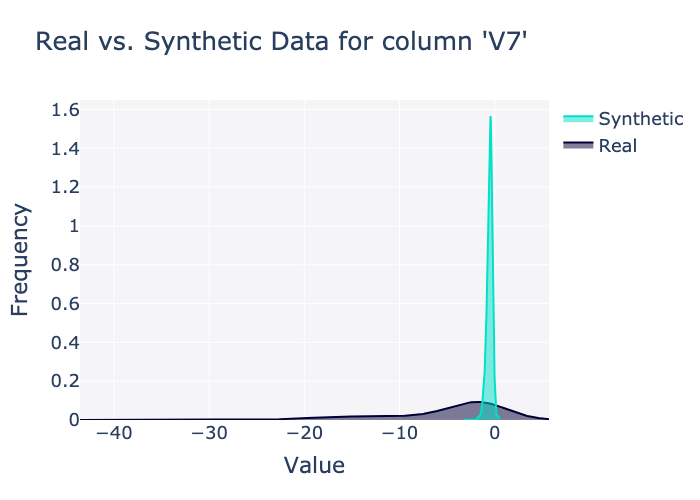 Real vs. Synthetic Data for column 'V7'
Synthetic
Real
Frequency
1.6
1.4
1.2
1
0.8
0.6
0.4
0.2
0
−40
−30
−20
−10
0
Value